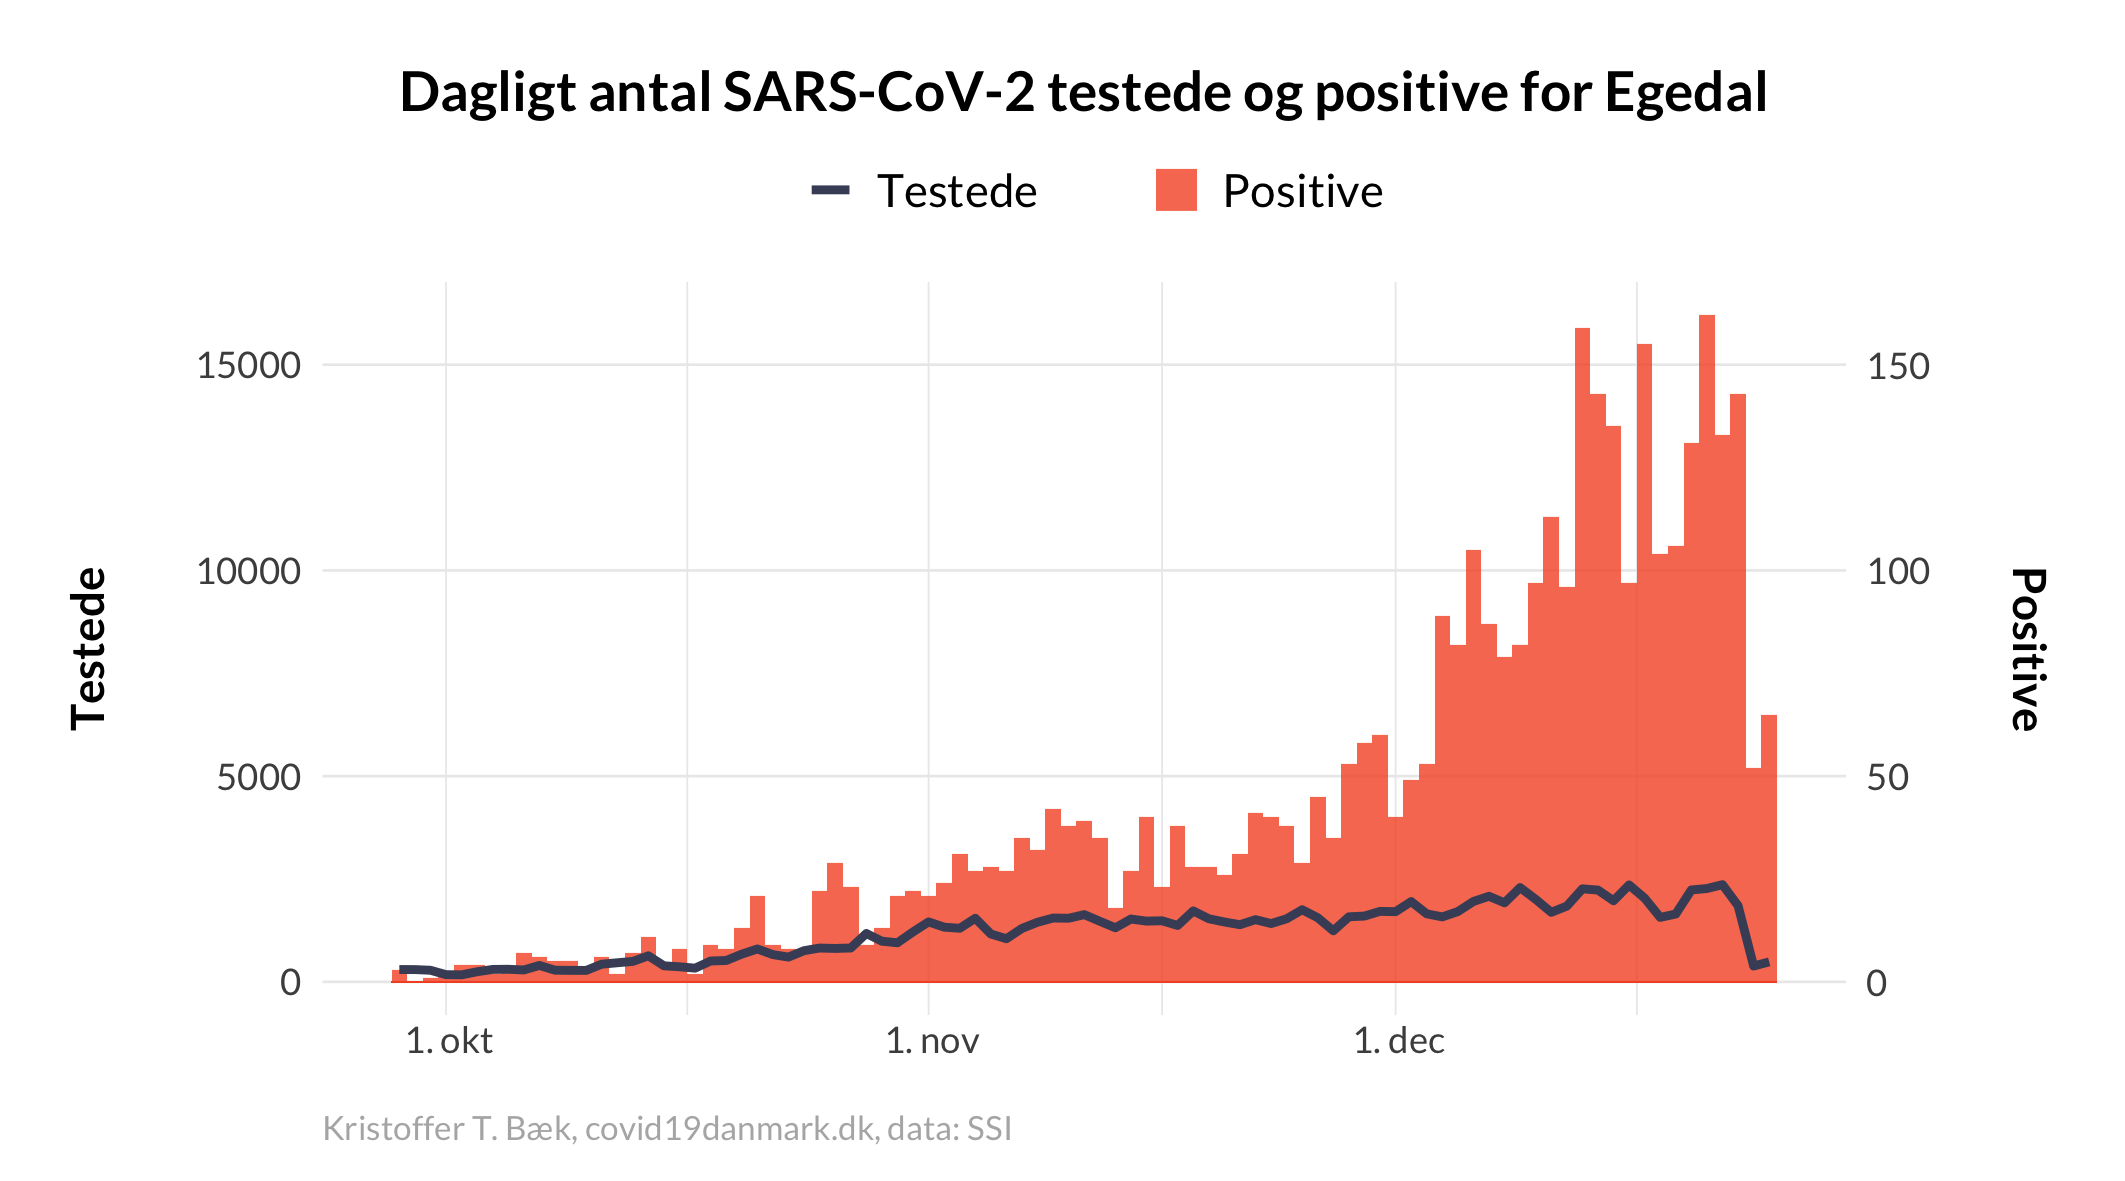 Dagligt antal SARS-CoV-2 testede og positive for Egedal
Testede
Positive
15000
10000
5000
0
150
100
50
0
Testede
Positive
1. okt
1. nov
1. dec
Kristoffer T. Bæk, covid19danmark.dk, data: SSI